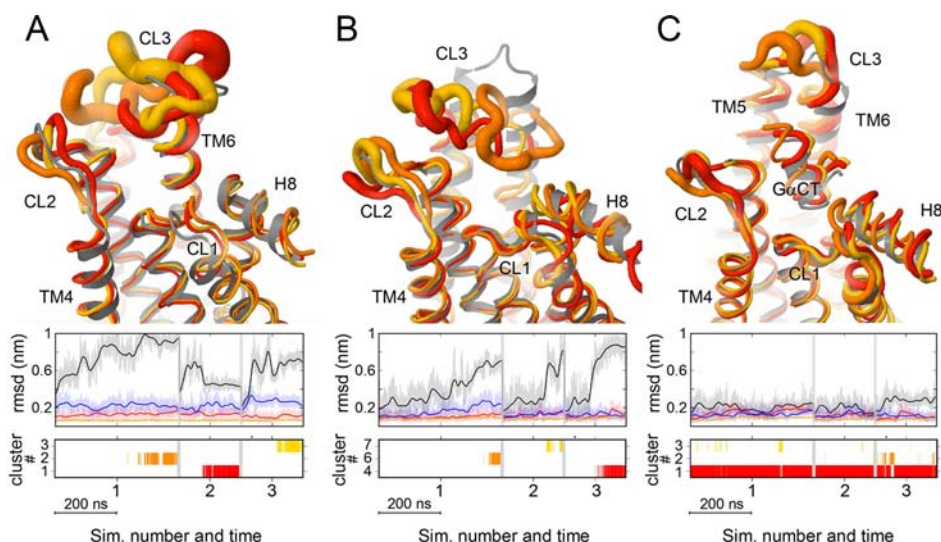 A
CL3
TM6
CL2
H8
CL1
TM4
B
CL3
CL2
H8
CL1
TM4
C
CL3
TM5
TM6
GαCT
CL2
H8
CL1
TM4
rmsd (nm)
1
0.6
0.2
cluster #
3
2
1
1 2 3
200 ns
Sim. number and time
rmsd (nm)
1
0.6
0.2
cluster #
7
6
4
1 2 3
200 ns
Sim. number and time
rmsd (nm)
1
0.6
0.2
cluster #
3
2
1
1 2 3
200 ns
Sim. number and time